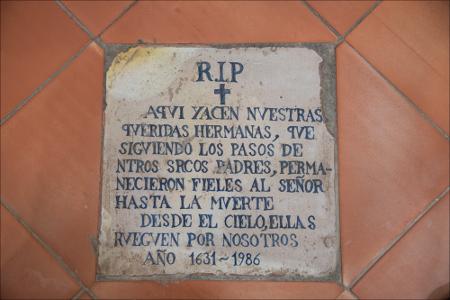 R.I.P
✝
AQVI YACEN NVESTRAS
QVERIDAS HERMANAS, QVE
SIGVIENDO LOS PASOS DE
NTROS SRCOS PADRES, PERMA-
NECIERON FIELES AL SEÑOR
HASTA LA MVERTE
DESDE EL CIELO, ELLAS
RVEGVEN POR NOSOTROS
AÑO 1631~1986